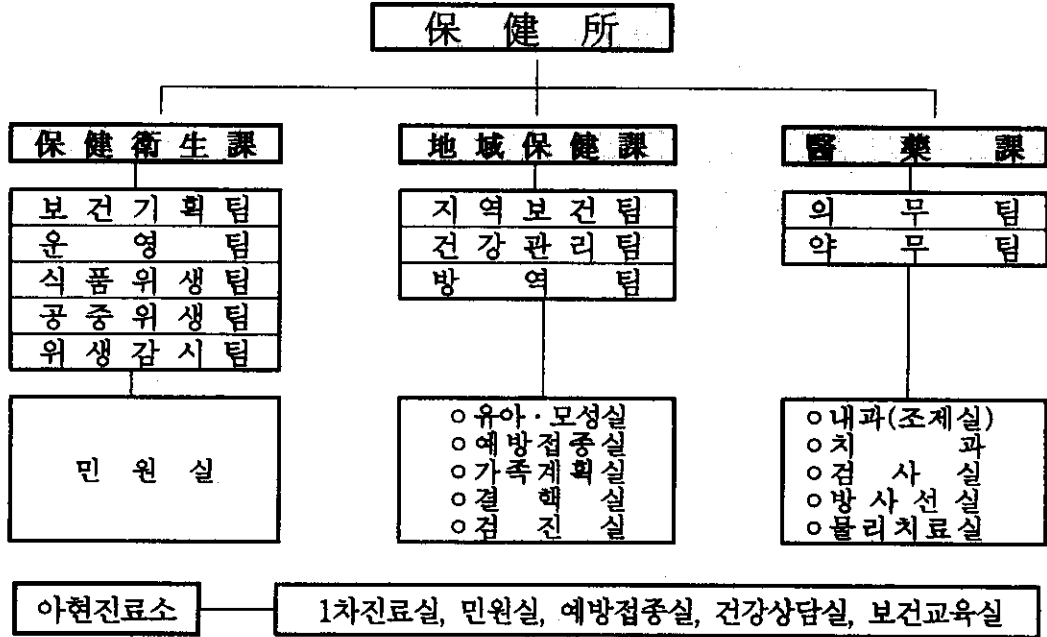 保 健 所
保 健 衛 生 課
보 건 기 획 팀
운 영 팀
식 품 위 생 팀
공 중 위 생 팀
위 생 감 시 팀
민 원 실
地 域 保 健 課
지 역 보 건 팀
건 강 관 리 팀
방 역 팀
○ 유아 · 모성실
○ 예 방 접 종 실
○ 가 족 계 획 실
○ 결 핵 실
○ 검 진 실
醫 藥 課
의 무 팀
약 무 팀
○ 내과(조제실)
○ 치 과
○ 검 사 실
○ 방 사 선 실
○ 물 리 치 료 실
아현진료소
1차진료실, 민원실, 예방접종실, 건강상담실, 보건교육실